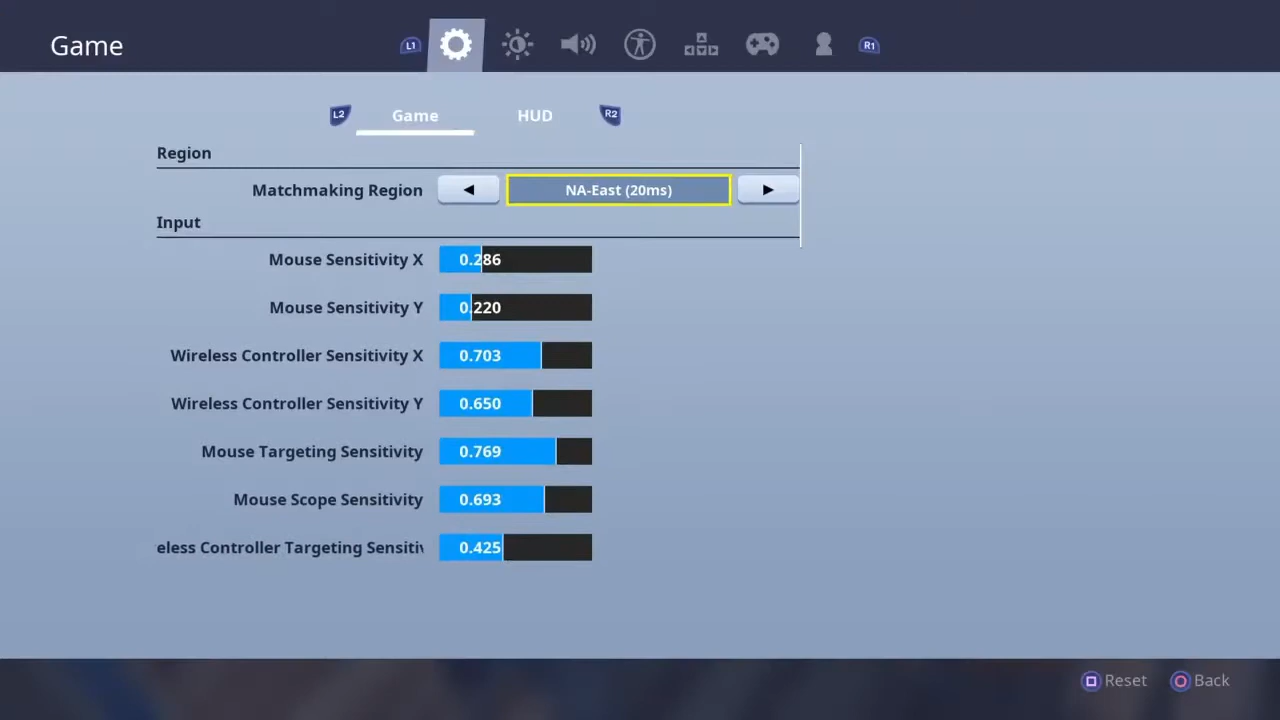 Game
L1
R1
L2
Game
HUD
R2
Region
Matchmaking Region
NA-East (20ms)
Input
Mouse Sensitivity X
0.286
Mouse Sensitivity Y
0.220
Wireless Controller Sensitivity X
0.703
Wireless Controller Sensitivity Y
0.650
Mouse Targeting Sensitivity
0.769
Mouse Scope Sensitivity
0.693
eless Controller Targeting Sensitiv
0.425
Reset
Back